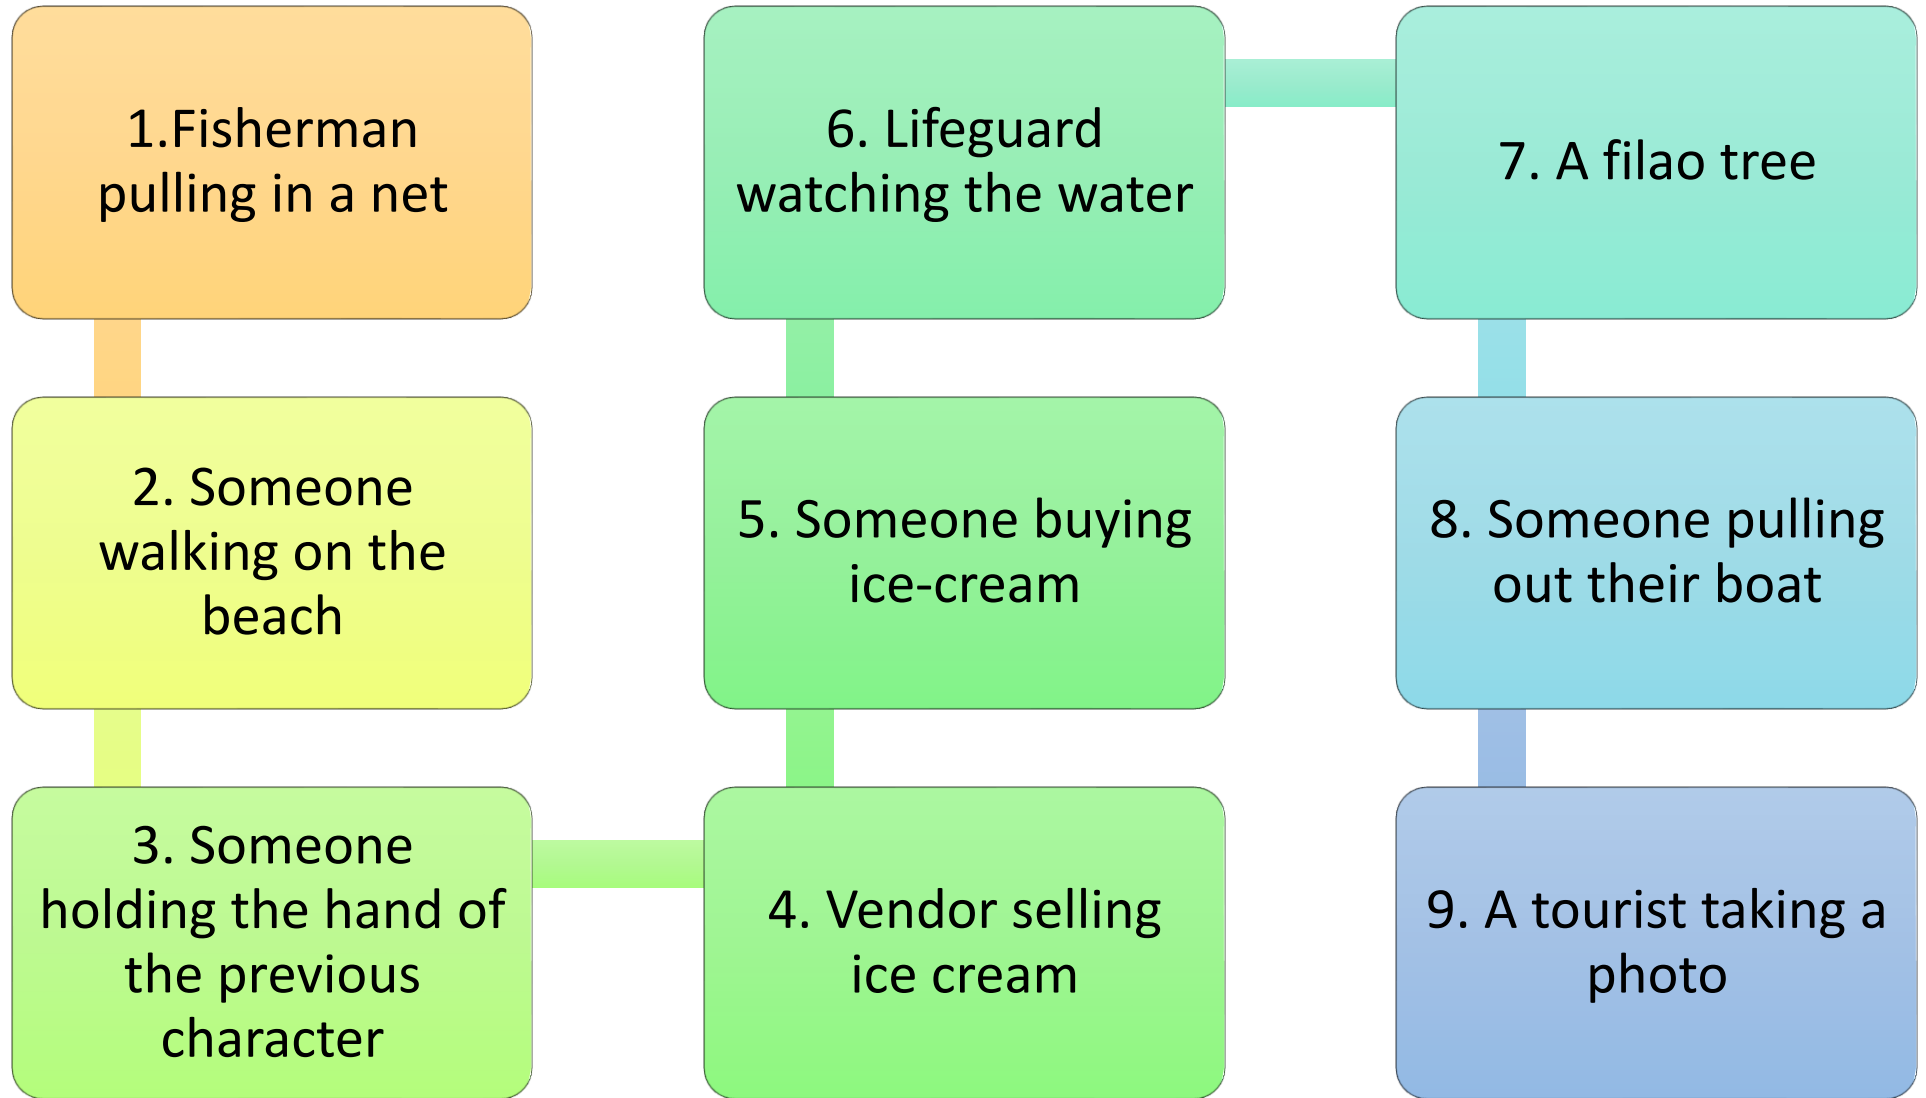 1.Fisherman
pulling in a net
2. Someone
walking on the
beach
3. Someone
holding the hand of
the previous
character
4. Vendor selling
ice cream
5. Someone buying
ice-cream
6. Lifeguard
watching the water
7. A filao tree
8. Someone pulling
out their boat
9. A tourist taking a
photo